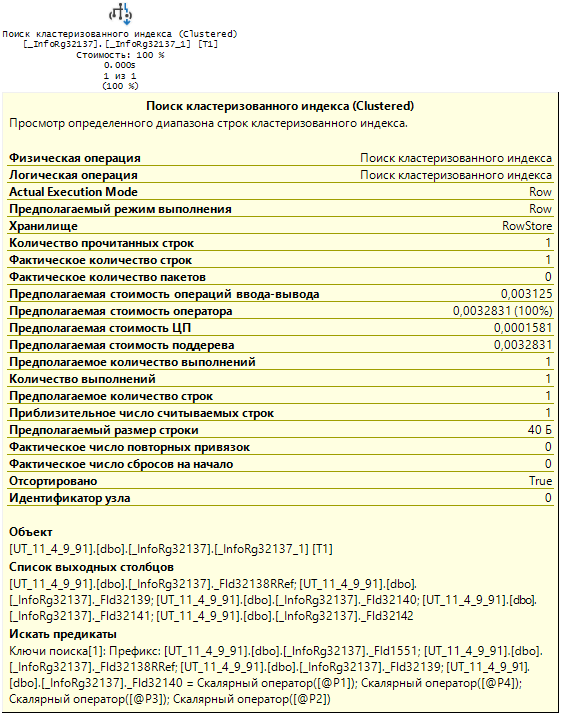 Поиск кластеризованного индекса (Clustered)
[_InfoRg32137].[_InfoRg32137_1] [T1]
Стоимость: 100 %
0.000s
1 из 1
(100 %)
Поиск кластеризованного индекса (Clustered)
Просмотр определенного диапазона строк кластеризованного индекса.
Физическая операция Поиск кластеризованного индекса
Логическая операция Поиск кластеризованного индекса
Actual Execution Mode Row
Предполагаемый режим выполнения Row
Хранилище RowStore
Количество прочитанных строк 1
Фактическое количество строк 1
Фактическое количество пакетов 0
Предполагаемая стоимость операций ввода-вывода 0,003125
Предполагаемая стоимость оператора 0,0032831 (100%)
Предполагаемая стоимость ЦП 0,0001581
Предполагаемая стоимость поддерева 0,0032831
Предполагаемое количество выполнений 1
Количество выполнений 1
Предполагаемое количество строк 1
Приблизительное число считываемых строк 1
Предполагаемый размер строки 40 Б
Фактическое число повторных привязок 0
Фактическое число сбросов на начало 0
Отсортировано True
Идентификатор узла 0
Объект
[UT_11_4_9_91].[dbo].[_InfoRg32137].[_InfoRg32137_1] [T1]
Список выходных столбцов
[UT_11_4_9_91].[dbo].[_InfoRg32137]._Fld32138RRef; [UT_11_4_9_91].[dbo].
[_InfoRg32137]._Fld32139; [UT_11_4_9_91].[dbo].[_InfoRg32137]._Fld32140; [UT_11_4_9_91].[dbo].
[_InfoRg32137]._Fld32141; [UT_11_4_9_91].[dbo].[_InfoRg32137]._Fld32142
Искать предикаты
Ключи поиска[1]: Префикс: [UT_11_4_9_91].[dbo].[_InfoRg32137]._Fld1551; [UT_11_4_9_91].[dbo].
[_InfoRg32137]._Fld32138RRef; [UT_11_4_9_91].[dbo].[_InfoRg32137]._Fld32139; [UT_11_4_9_91].
[dbo].[_InfoRg32137]._Fld32140 = Скалярный оператор([@P1]); Скалярный оператор([@P4]);
Скалярный оператор([@P3]); Скалярный оператор([@P2])